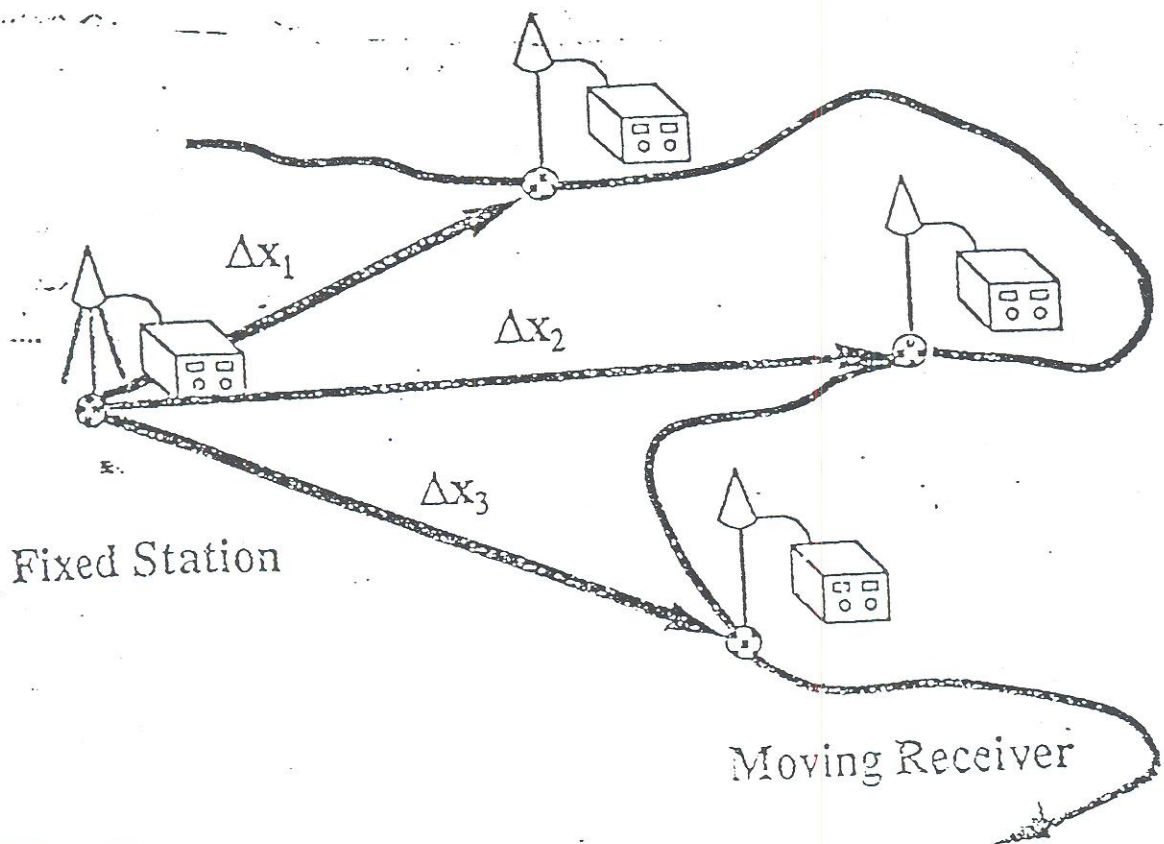 Δx₁
Δx₂
Δx₃
Fixed Station
Moving Receiver